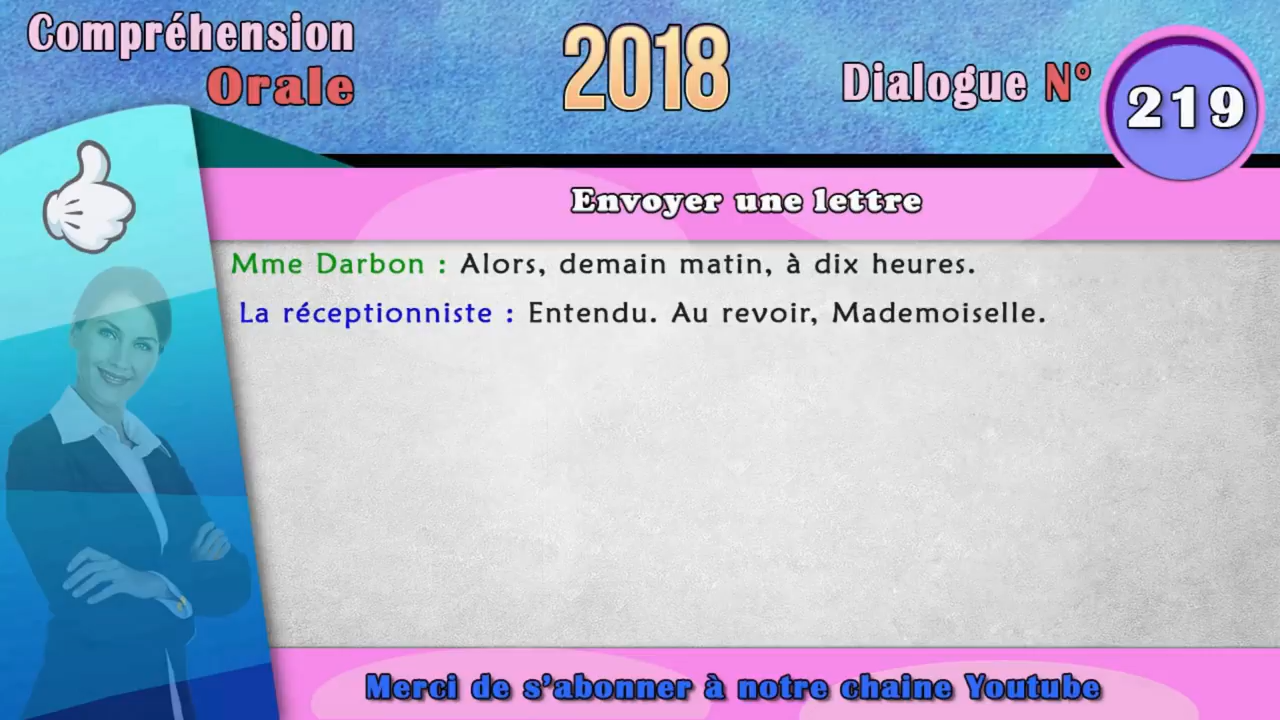 Compréhension
Orale
2018
Dialogue N°
219
Envoyer une lettre
Mme Darbon : Alors, demain matin, à dix heures.
La réceptionniste : Entendu. Au revoir, Mademoiselle.
Merci de s'abonner à notre chaine Youtube